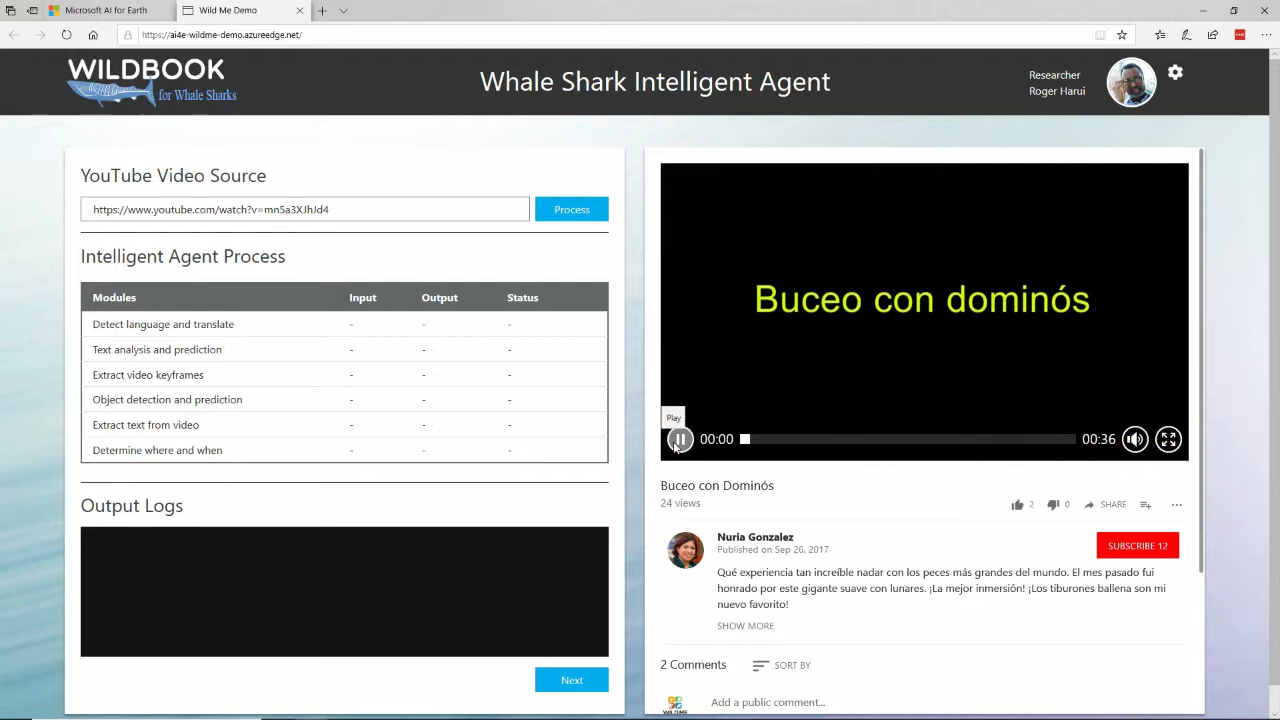 Microsoft AI for Earth
Wild Me Demo
https://ai4e-wildme-demo.azureedge.net/
WILDBOOK
for Whale Sharks
Whale Shark Intelligent Agent
Researcher
Roger Harui
YouTube Video Source
https://www.youtube.com/watch?v=mn5a3XJhJd4
Process
Intelligent Agent Process
Modules Input Output Status
Detect language and translate - - -
Text analysis and prediction - - -
Extract video keyframes - - -
Object detection and prediction - - -
Extract text from video - - -
Determine where and when - - -
Output Logs
Next
Buceo con dominós
Play
00:00
00:36
Buceo con Dominós
24 views
2 0 SHARE
Nuria Gonzalez
Published on Sep 26, 2017
SUBSCRIBE 12
Qué experiencia tan increíble nadar con los peces más grandes del mundo. El mes pasado fui
honrado por este gigante suave con lunares. ¡La mejor inmersión! ¡Los tiburones ballena son mi
nuevo favorito!
SHOW MORE
2 Comments SORT BY
WILDME
Add a public comment...